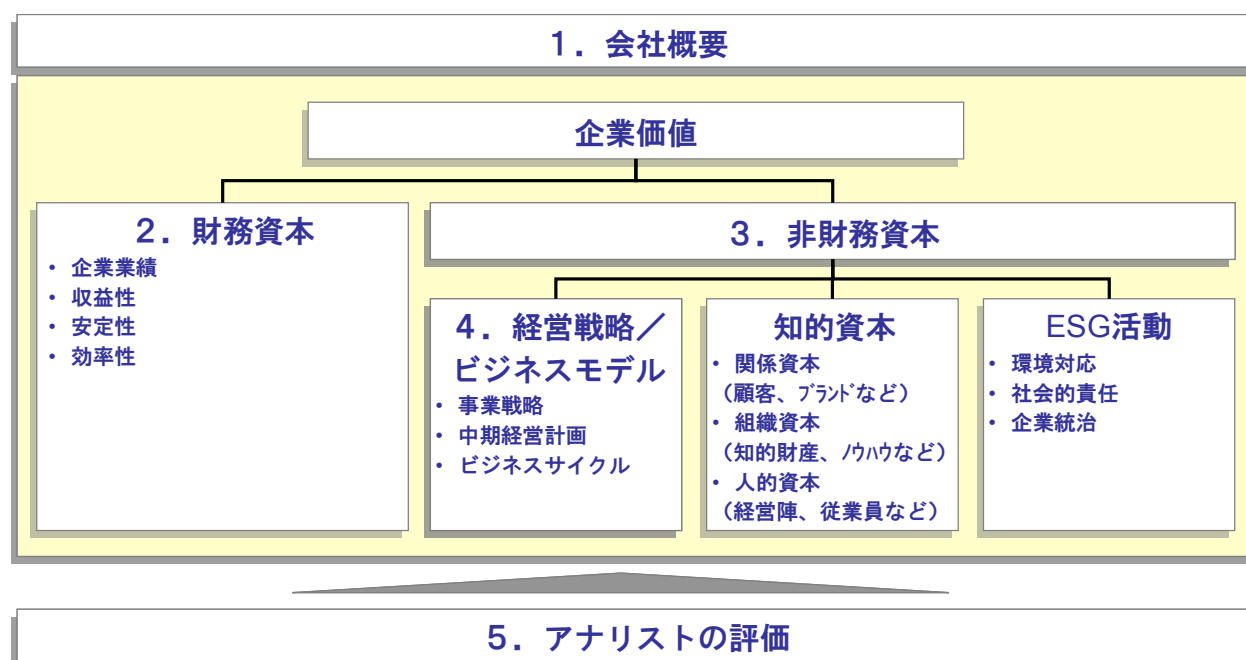 １．会社概要
企業価値
２．財務資本
・ 企業業績
・ 収益性
・ 安定性
・ 効率性
３．非財務資本
４．経営戦略／
ビジネスモデル
・ 事業戦略
・ 中期経営計画
・ ビジネスサイクル
知的資本
・ 関係資本
（顧客、ﾌﾞﾗﾝﾄﾞなど）
・ 組織資本
（知的財産、ﾉｳﾊｳなど）
・ 人的資本
（経営陣、従業員など）
ESG活動
・ 環境対応
・ 社会的責任
・ 企業統治
５．アナリストの評価